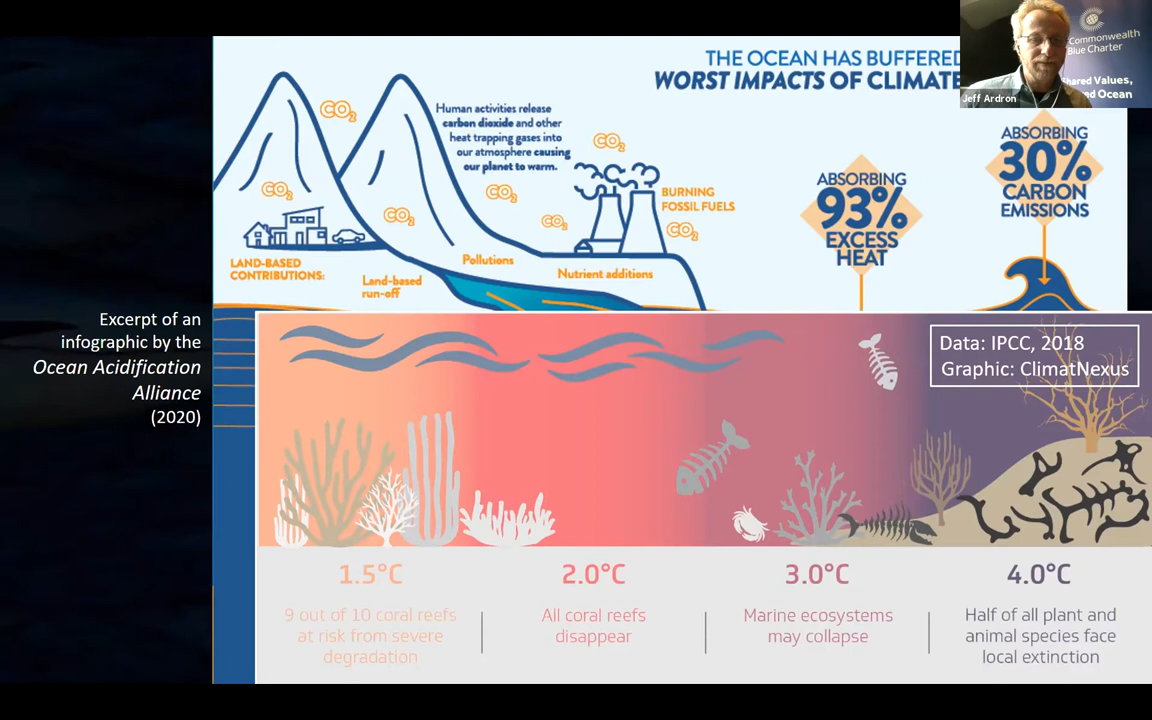 THE OCEAN HAS BUFFERED
WORST IMPACTS OF CLIMATE
Commonwealth
Blue Charter
Shared Values,
ed Ocean
Jeff Ardron
CO2
Human activities release
carbon dioxide and other
heat trapping gases into
our atmosphere causing
our planet to warm.
CO2
CO2
CO2
CO2
CO2
CO2
BURNING
FOSSIL FUELS
ABSORBING
93%
EXCESS
HEAT
ABSORBING
30%
CARBON
EMISSIONS
LAND-BASED
CONTRIBUTIONS:
Land-based
run-off
Pollutions
Nutrient additions
Excerpt of an
infographic by the
Ocean Acidification
Alliance
(2020)
Data: IPCC, 2018
Graphic: ClimatNexus
1.5°C
9 out of 10 coral reefs
at risk from severe
degradation
2.0°C
All coral reefs
disappear
3.0°C
Marine ecosystems
may collapse
4.0°C
Half of all plant and
animal species face
local extinction